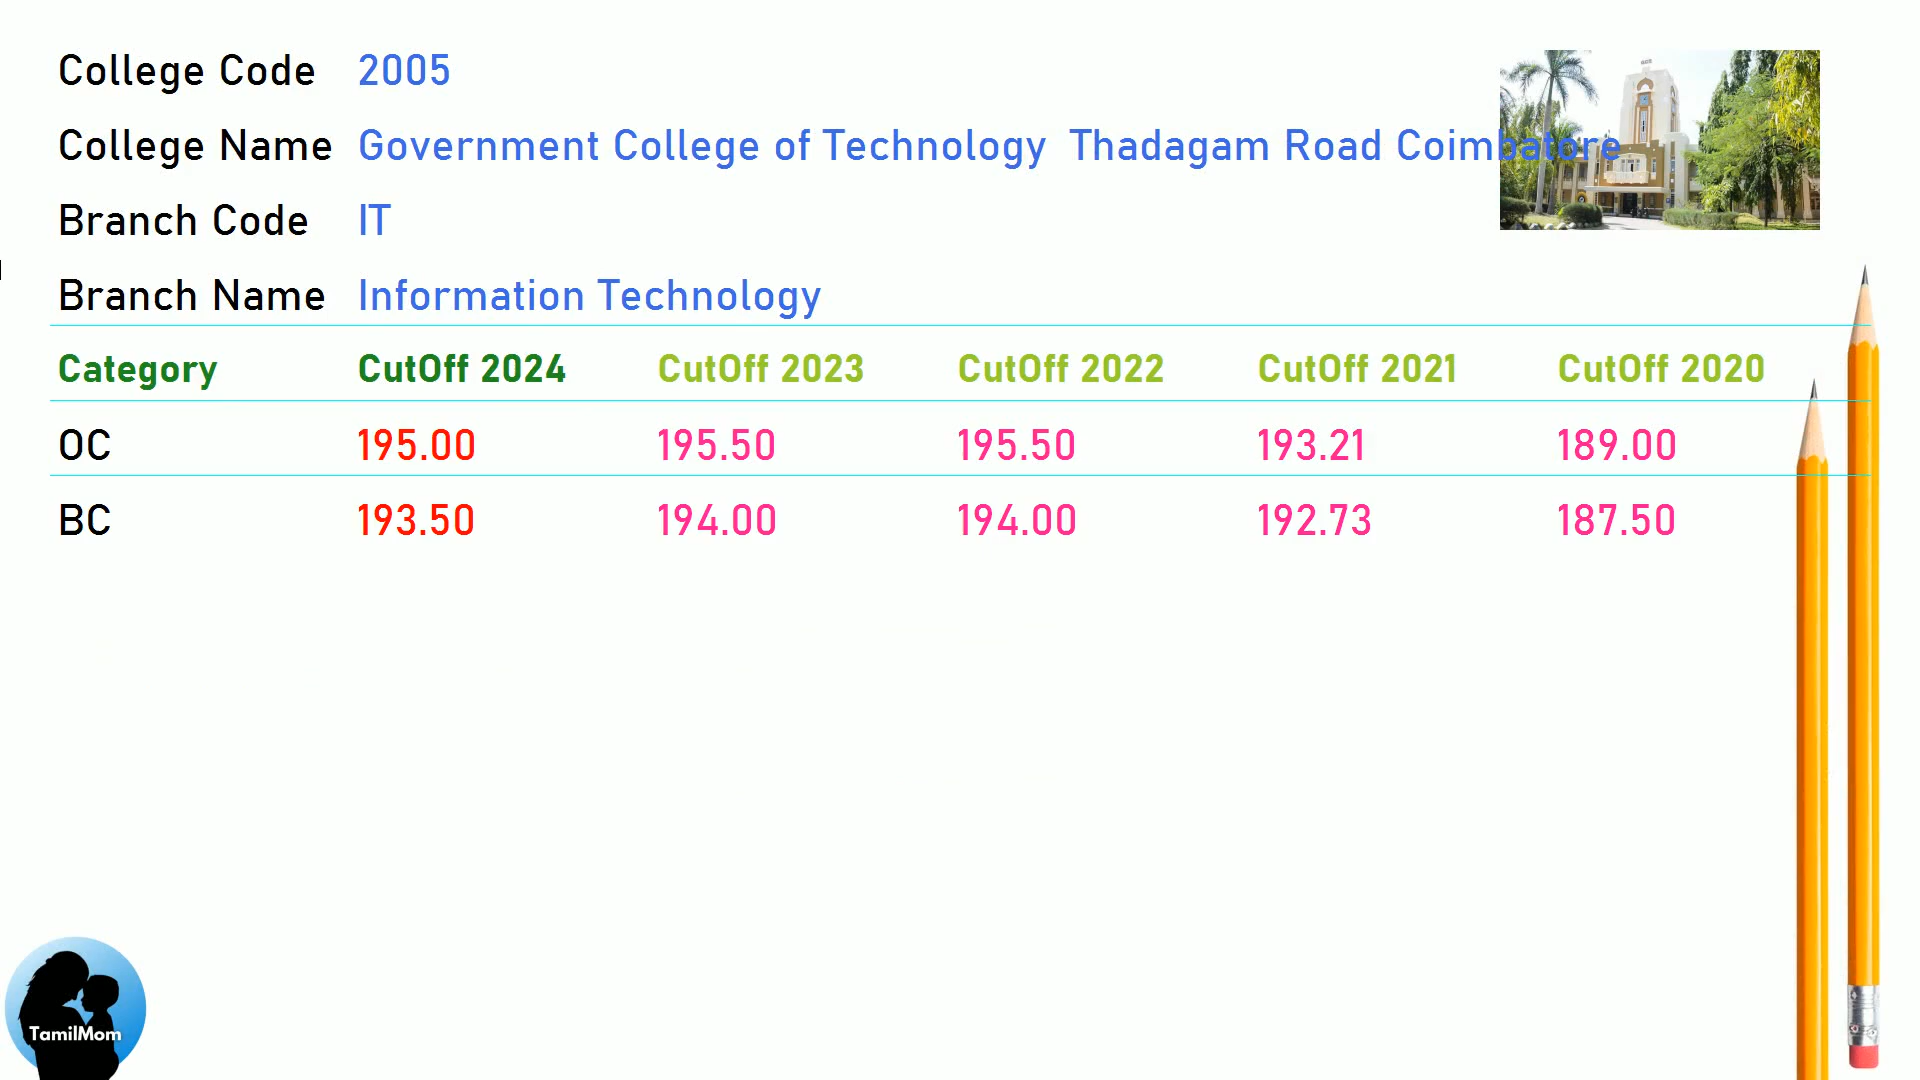 College Code 2005
College Name Government College of Technology Thadagam Road Coimbatore
Branch Code IT
Branch Name Information Technology
Category CutOff 2024 CutOff 2023 CutOff 2022 CutOff 2021 CutOff 2020
OC 195.00 195.50 195.50 193.21 189.00
BC 193.50 194.00 194.00 192.73 187.50
TamilMom